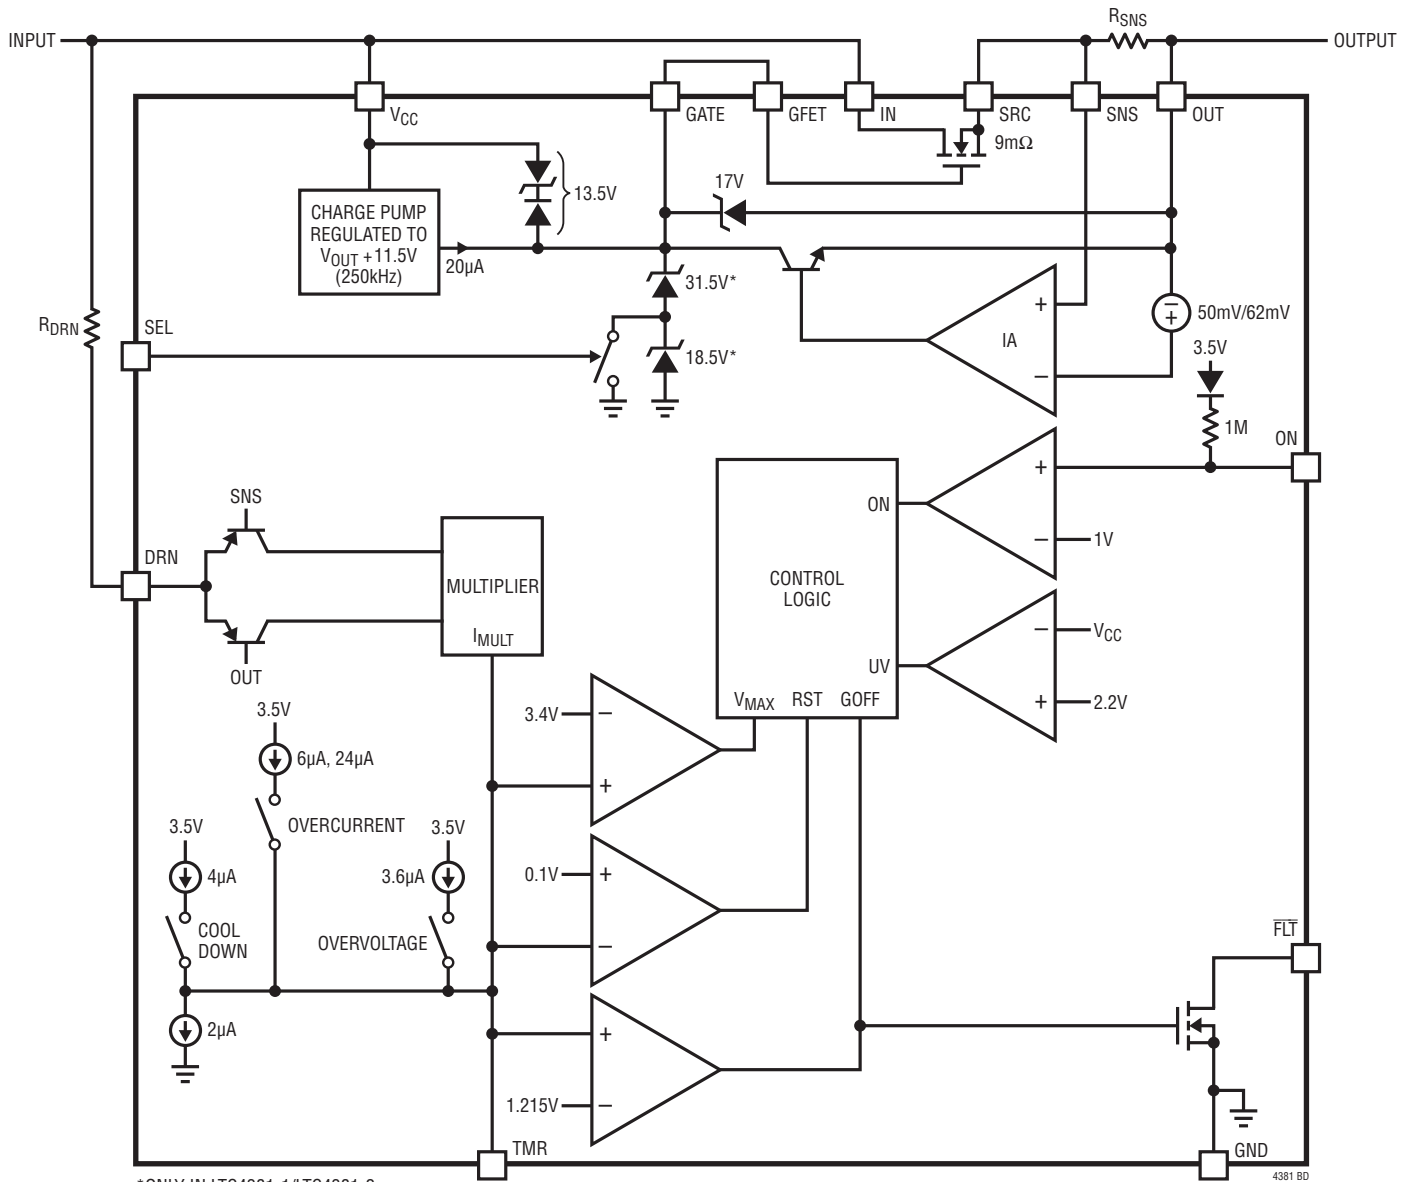 INPUT
RSNS
OUTPUT
VCC
GATE
GFET
IN
SRC
SNS
OUT
9mΩ
17V
13.5V
CHARGE PUMP
REGULATED TO
VOUT +11.5V
(250kHz)
20µA
31.5V*
50mV/62mV
RDRN
SEL
IA
18.5V*
3.5V
1M
ON
SNS
ON
1V
DRN
MULTIPLIER
IMULT
CONTROL
LOGIC
VCC
OUT
UV
2.2V
VMAX
RST
GOFF
3.5V
3.4V
6µA, 24µA
OVERCURRENT
3.5V
3.5V
4µA
3.6µA
0.1V
COOL
DOWN
OVERVOLTAGE
FLT
2µA
1.215V
TMR
GND
4381 BD